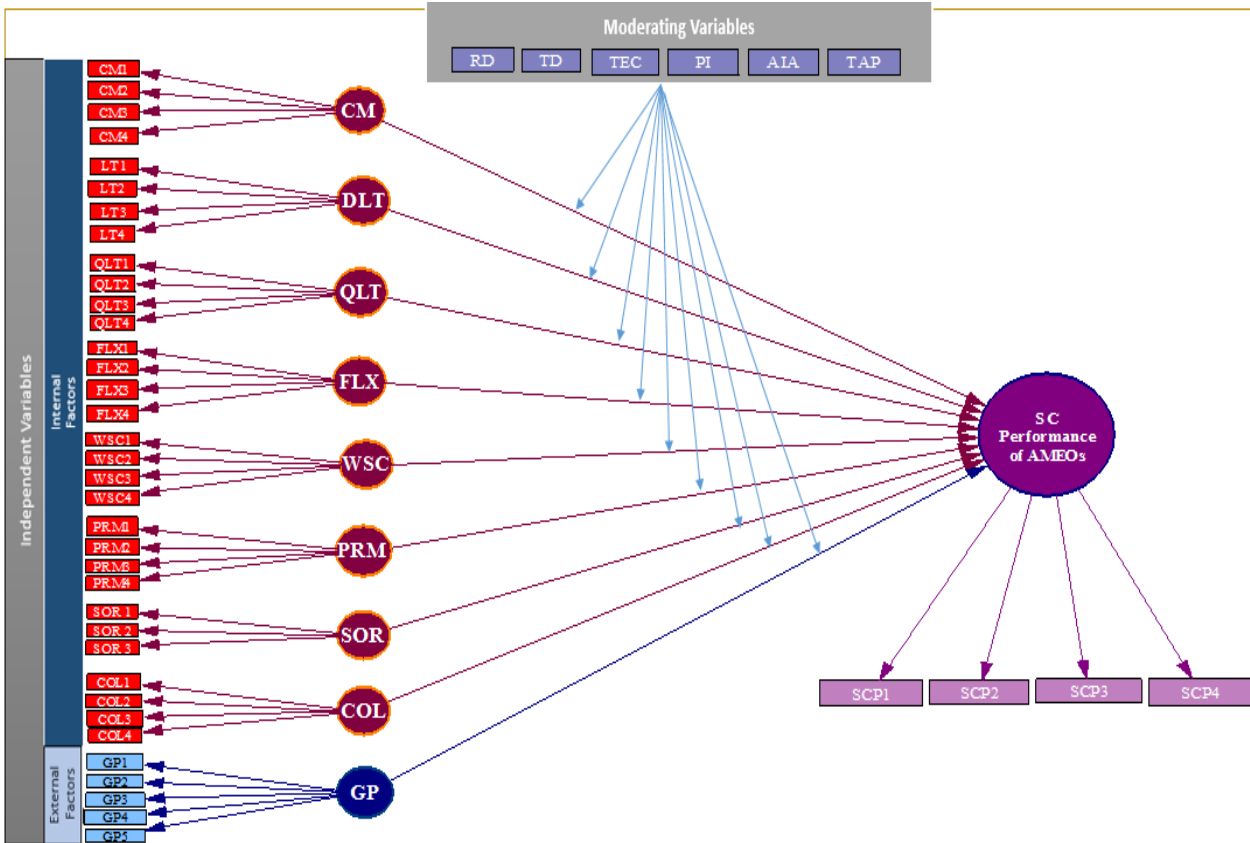 Moderating Variables
RD TD TEC PI AIA TAP
Independent Variables
Internal
Factors
External
Factors
CM1
CM2
CM3
CM4
CM
LT1
LT2
LT3
LT4
DLT
QLT1
QLT2
QLT3
QLT4
QLT
FLX1
FLX2
FLX3
FLX4
FLX
WSC1
WSC2
WSC3
WSC4
WSC
PRM1
PRM2
PRM3
PRM4
PRM
SOR 1
SOR 2
SOR 3
SOR
COL1
COL2
COL3
COL4
COL
GP1
GP2
GP3
GP4
GP5
GP
SC
Performance
of AMEOs
SCP1 SCP2 SCP3 SCP4